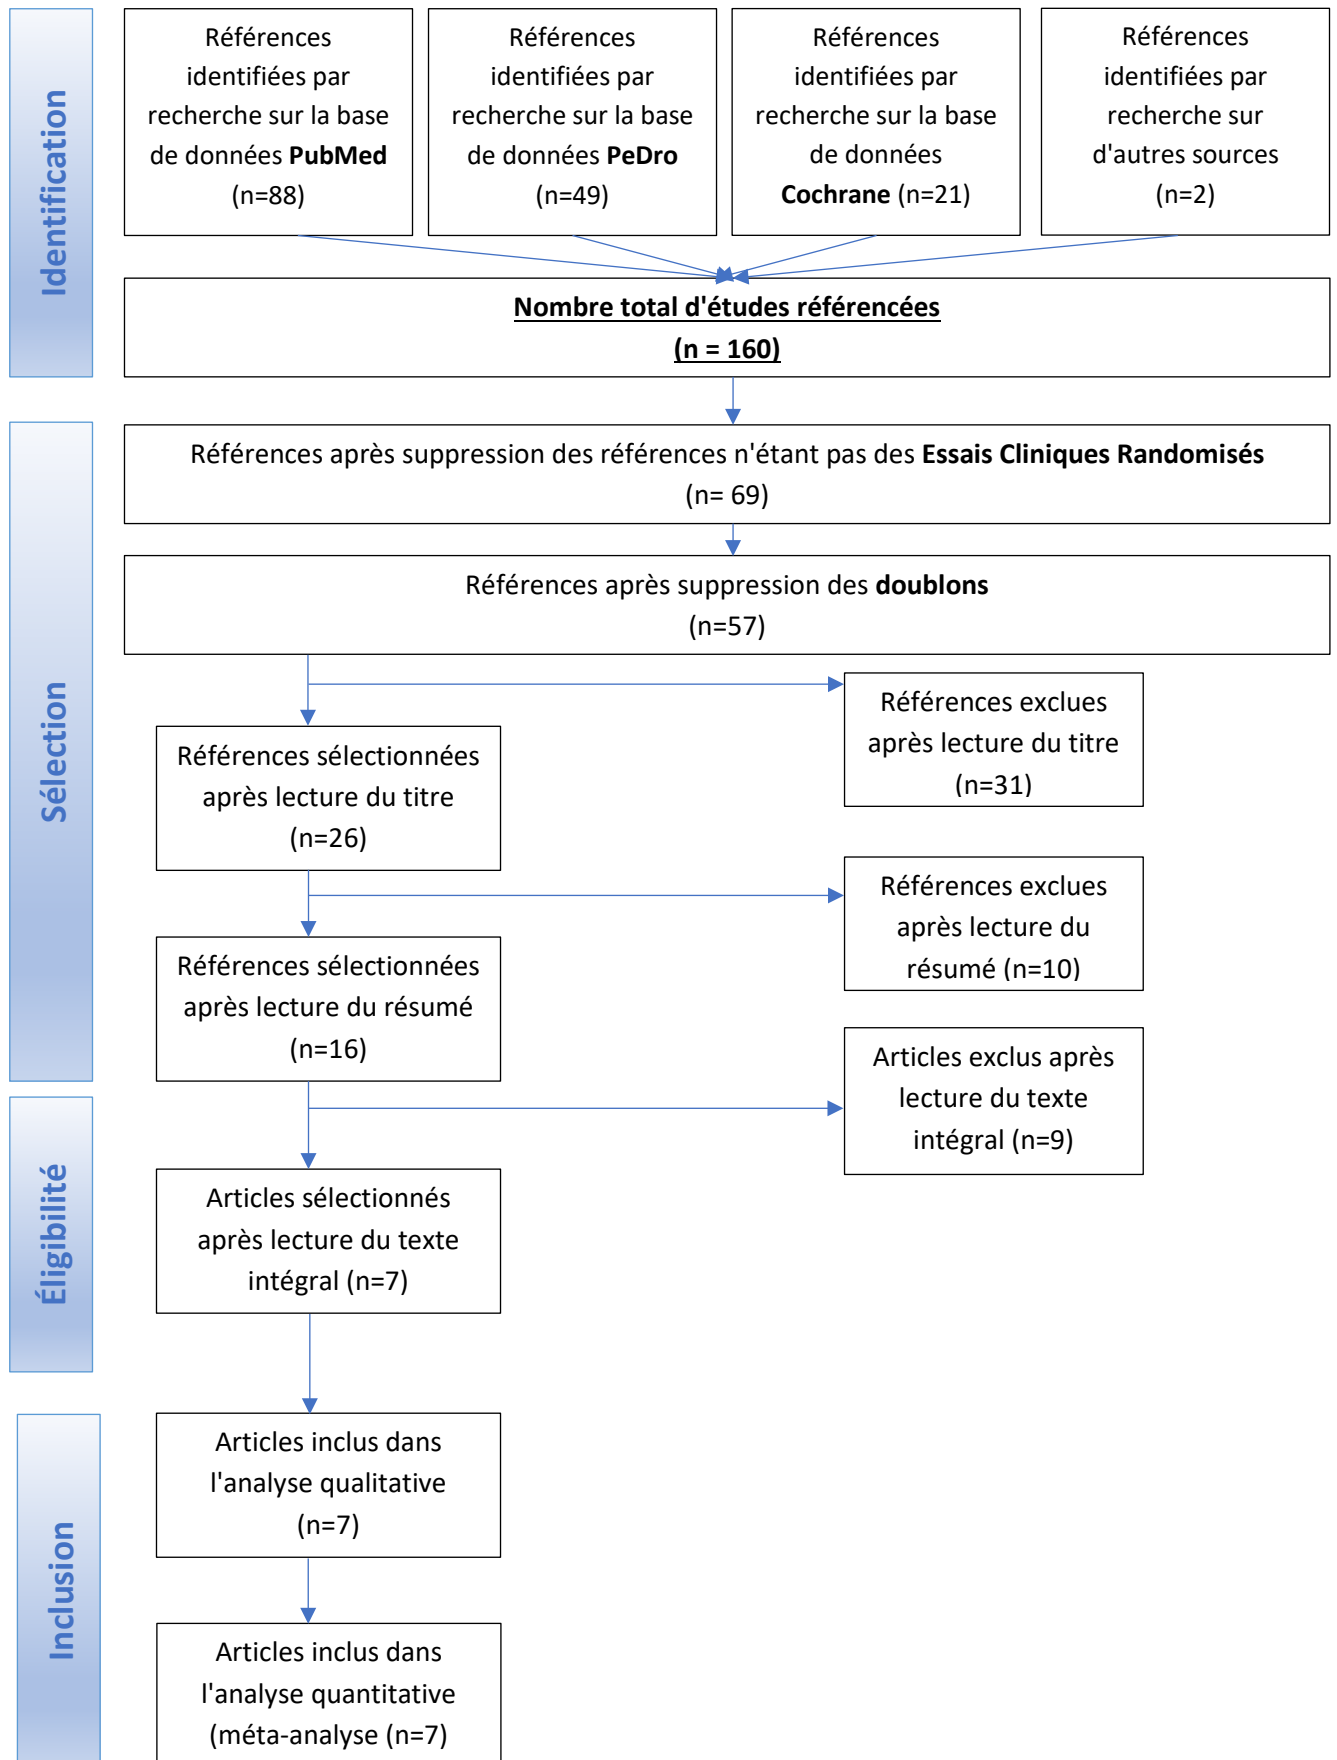 Identification
Références
identifiées par
recherche sur la base
de données PubMed
(n=88)
Références
identifiées par
recherche sur la base
de données PeDro
(n=49)
Références
identifiées par
recherche sur la base
de données
Cochrane (n=21)
Références
identifiées par
recherche sur
d'autres sources
(n=2)
Nombre total d'études référencées
(n = 160)
Sélection
Références après suppression des références n'étant pas des Essais Cliniques Randomisés
(n= 69)
Références après suppression des doublons
(n=57)
Références exclues
après lecture du titre
(n=31)
Références sélectionnées
après lecture du titre
(n=26)
Références exclues
après lecture du
résumé (n=10)
Références sélectionnées
après lecture du résumé
(n=16)
Éligibilité
Articles exclus après
lecture du texte
intégral (n=9)
Articles sélectionnés
après lecture du texte
intégral (n=7)
Inclusion
Articles inclus dans
l'analyse qualitative
(n=7)
Articles inclus dans
l'analyse quantitative
(méta-analyse (n=7)